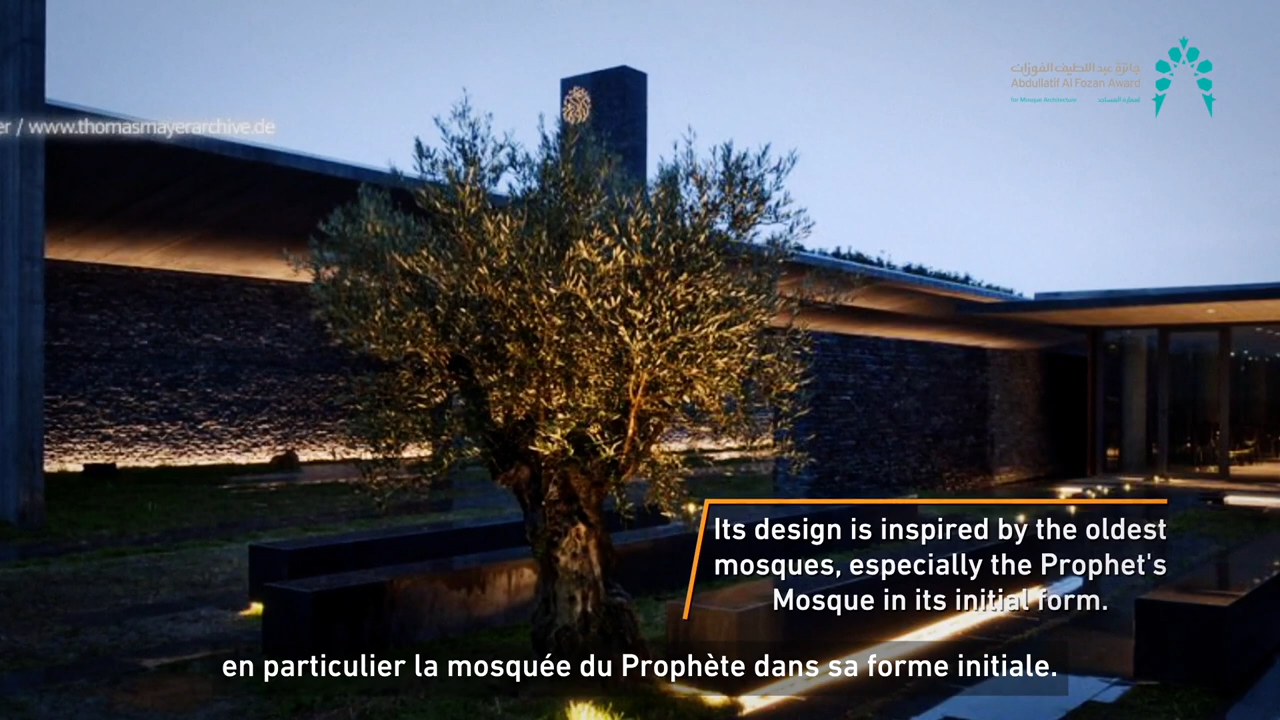 جائزة عبد اللطيف الفوزان
Abdullatif Al Fozan Award
for Mosque Architecture لعمارة المساجد
er / www.thomasmayerarchive.de
Its design is inspired by the oldest
mosques, especially the Prophet's
Mosque in its initial form.
en particulier la mosquée du Prophète dans sa forme initiale.